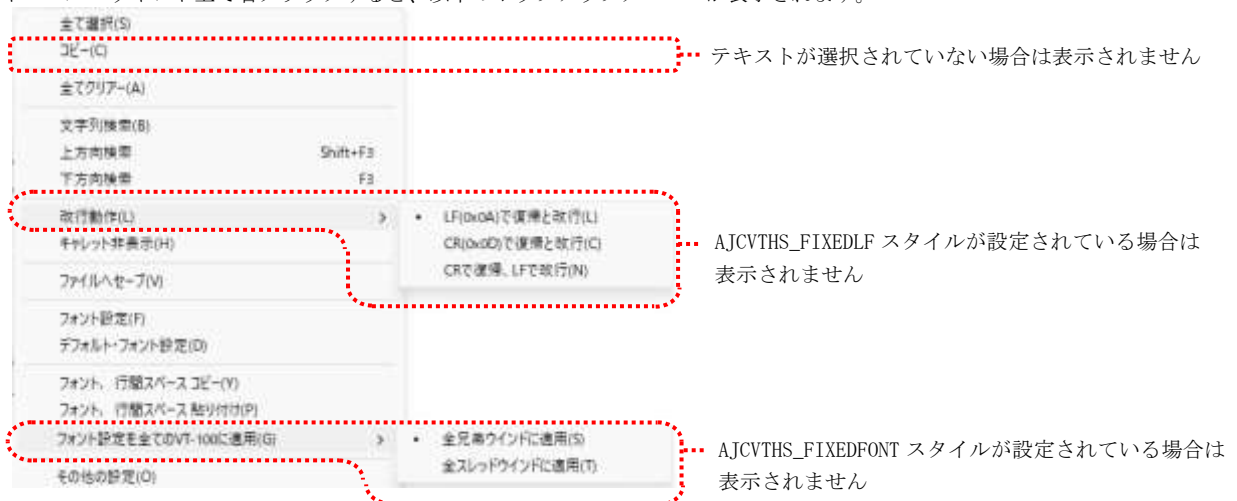 全て選択(S)
コピー(C)
テキストが選択されていない場合は表示されません
全てクリアー(A)
文字列検索(B)
上方向検索 Shift+F3
下方向検索 F3
改行動作(L) > • LF(0x0A)で復帰と改行(L)
キャレット非表示(H) CR(0x0D)で復帰と改行(C)
CRで復帰、LFで改行(N)
AJCVTHS_FIXEDLF スタイルが設定されている場合は
表示されません
ファイルへセーブ(V)
フォント設定(F)
デフォルト・フォント設定(D)
フォント、 行間スペース コピー(Y)
フォント、 行間スペース 貼り付け(P)
フォント設定を全てのVT-100に適用(G) > • 全兄弟ウインドに適用(S)
全スレッドウインドに適用(T)
AJCVTHS_FIXEDFONT スタイルが設定されている場合は
表示されません
その他の設定(O)